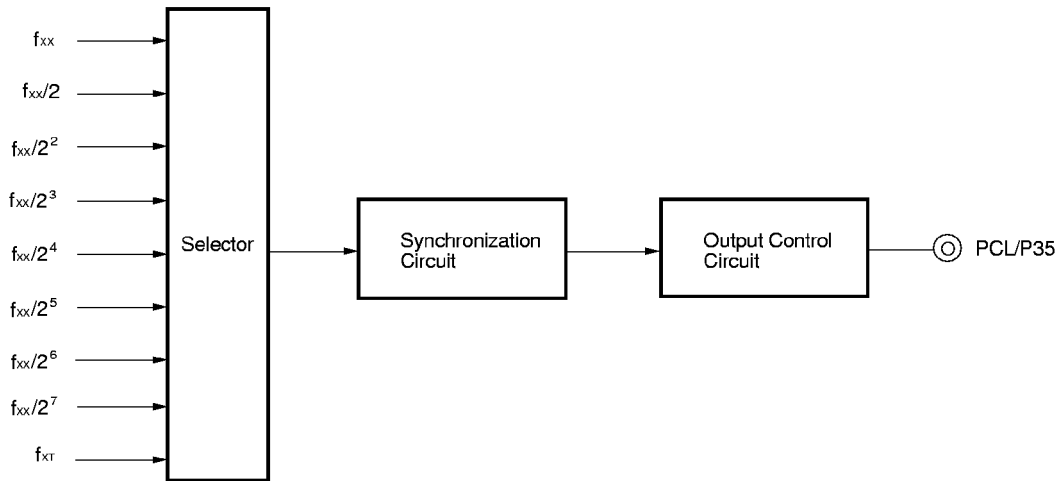 fxx
fxx/2
fxx/2²
fxx/2³
fxx/2⁴
fxx/2⁵
fxx/2⁶
fxx/2⁷
fXT
Selector
Synchronization
Circuit
Output Control
Circuit
PCL/P35